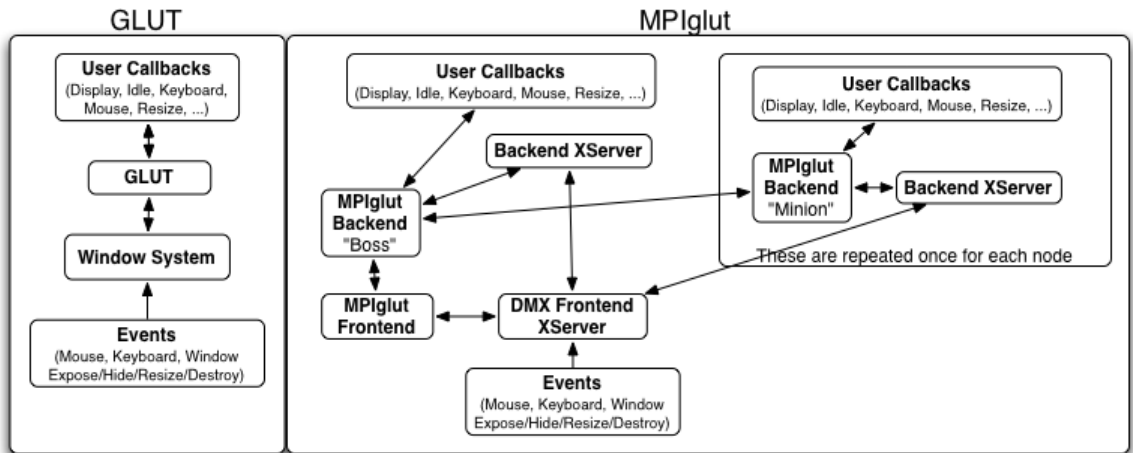 GLUT
User Callbacks
(Display, Idle, Keyboard,
Mouse, Resize, ...)
GLUT
Window System
Events
(Mouse, Keyboard, Window
Expose/Hide/Resize/Destroy)
MPIglut
User Callbacks
(Display, Idle, Keyboard, Mouse, Resize, ...)
Backend XServer
MPIglut
Backend
"Boss"
MPIglut
Frontend
DMX Frontend
XServer
Events
(Mouse, Keyboard, Window
Expose/Hide/Resize/Destroy)
User Callbacks
(Display, Idle, Keyboard, Mouse, Resize, ...)
MPIglut
Backend
"Minion"
Backend XServer
These are repeated once for each node